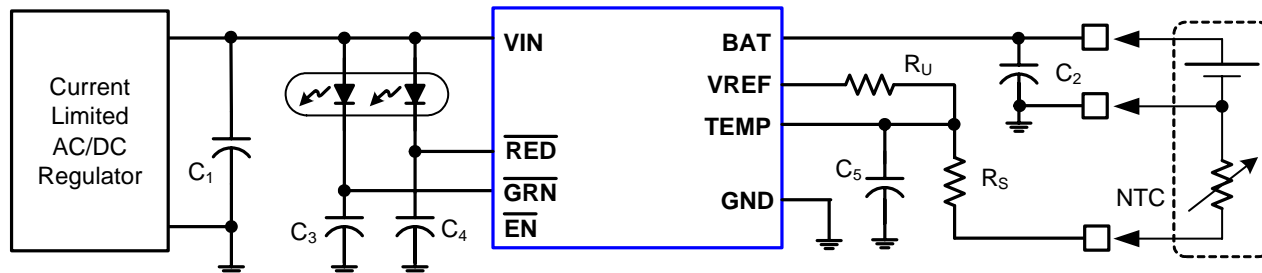 Current
Limited
AC/DC
Regulator
C1
C3
C4
VIN
RED
GRN
EN
BAT
VREF
TEMP
GND
RU
C2
C5
RS
NTC